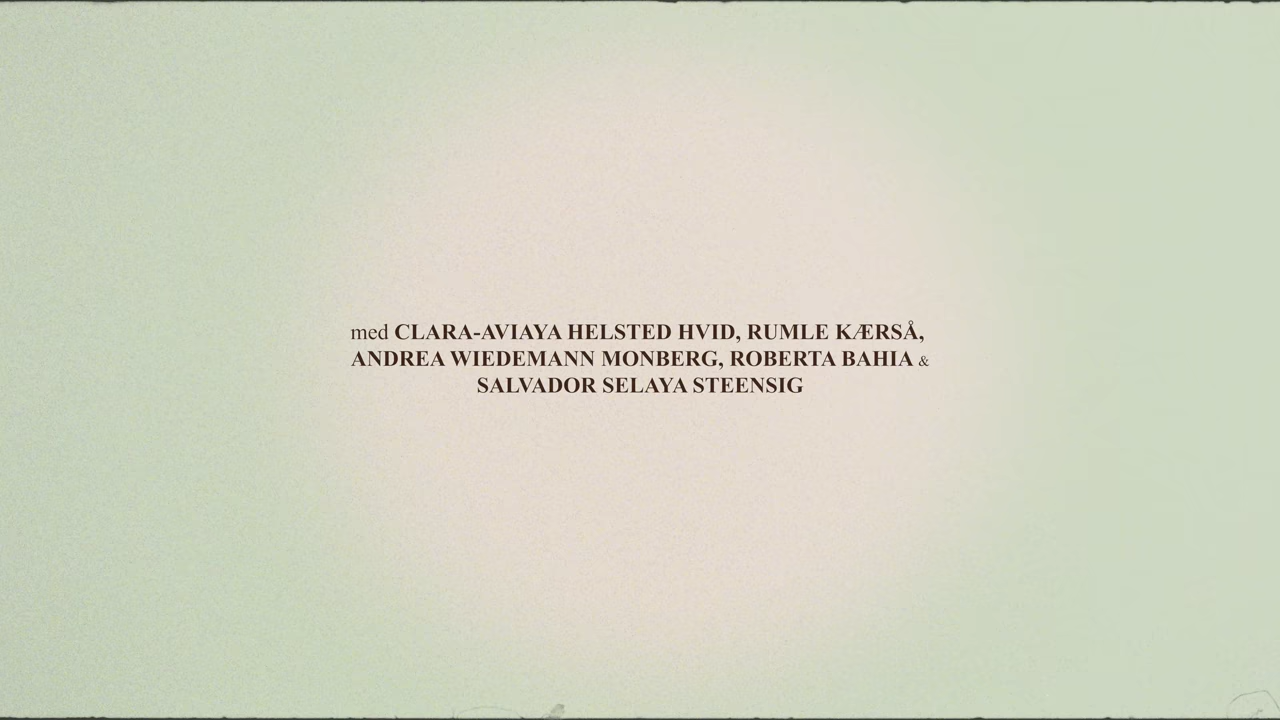 med CLARA-AVIAYA HELSTED HVID, RUMLE KÆRSÅ,
ANDREA WIEDEMANN MONBERG, ROBERTA BAHIA &
SALVADOR SELAYA STEENSIG